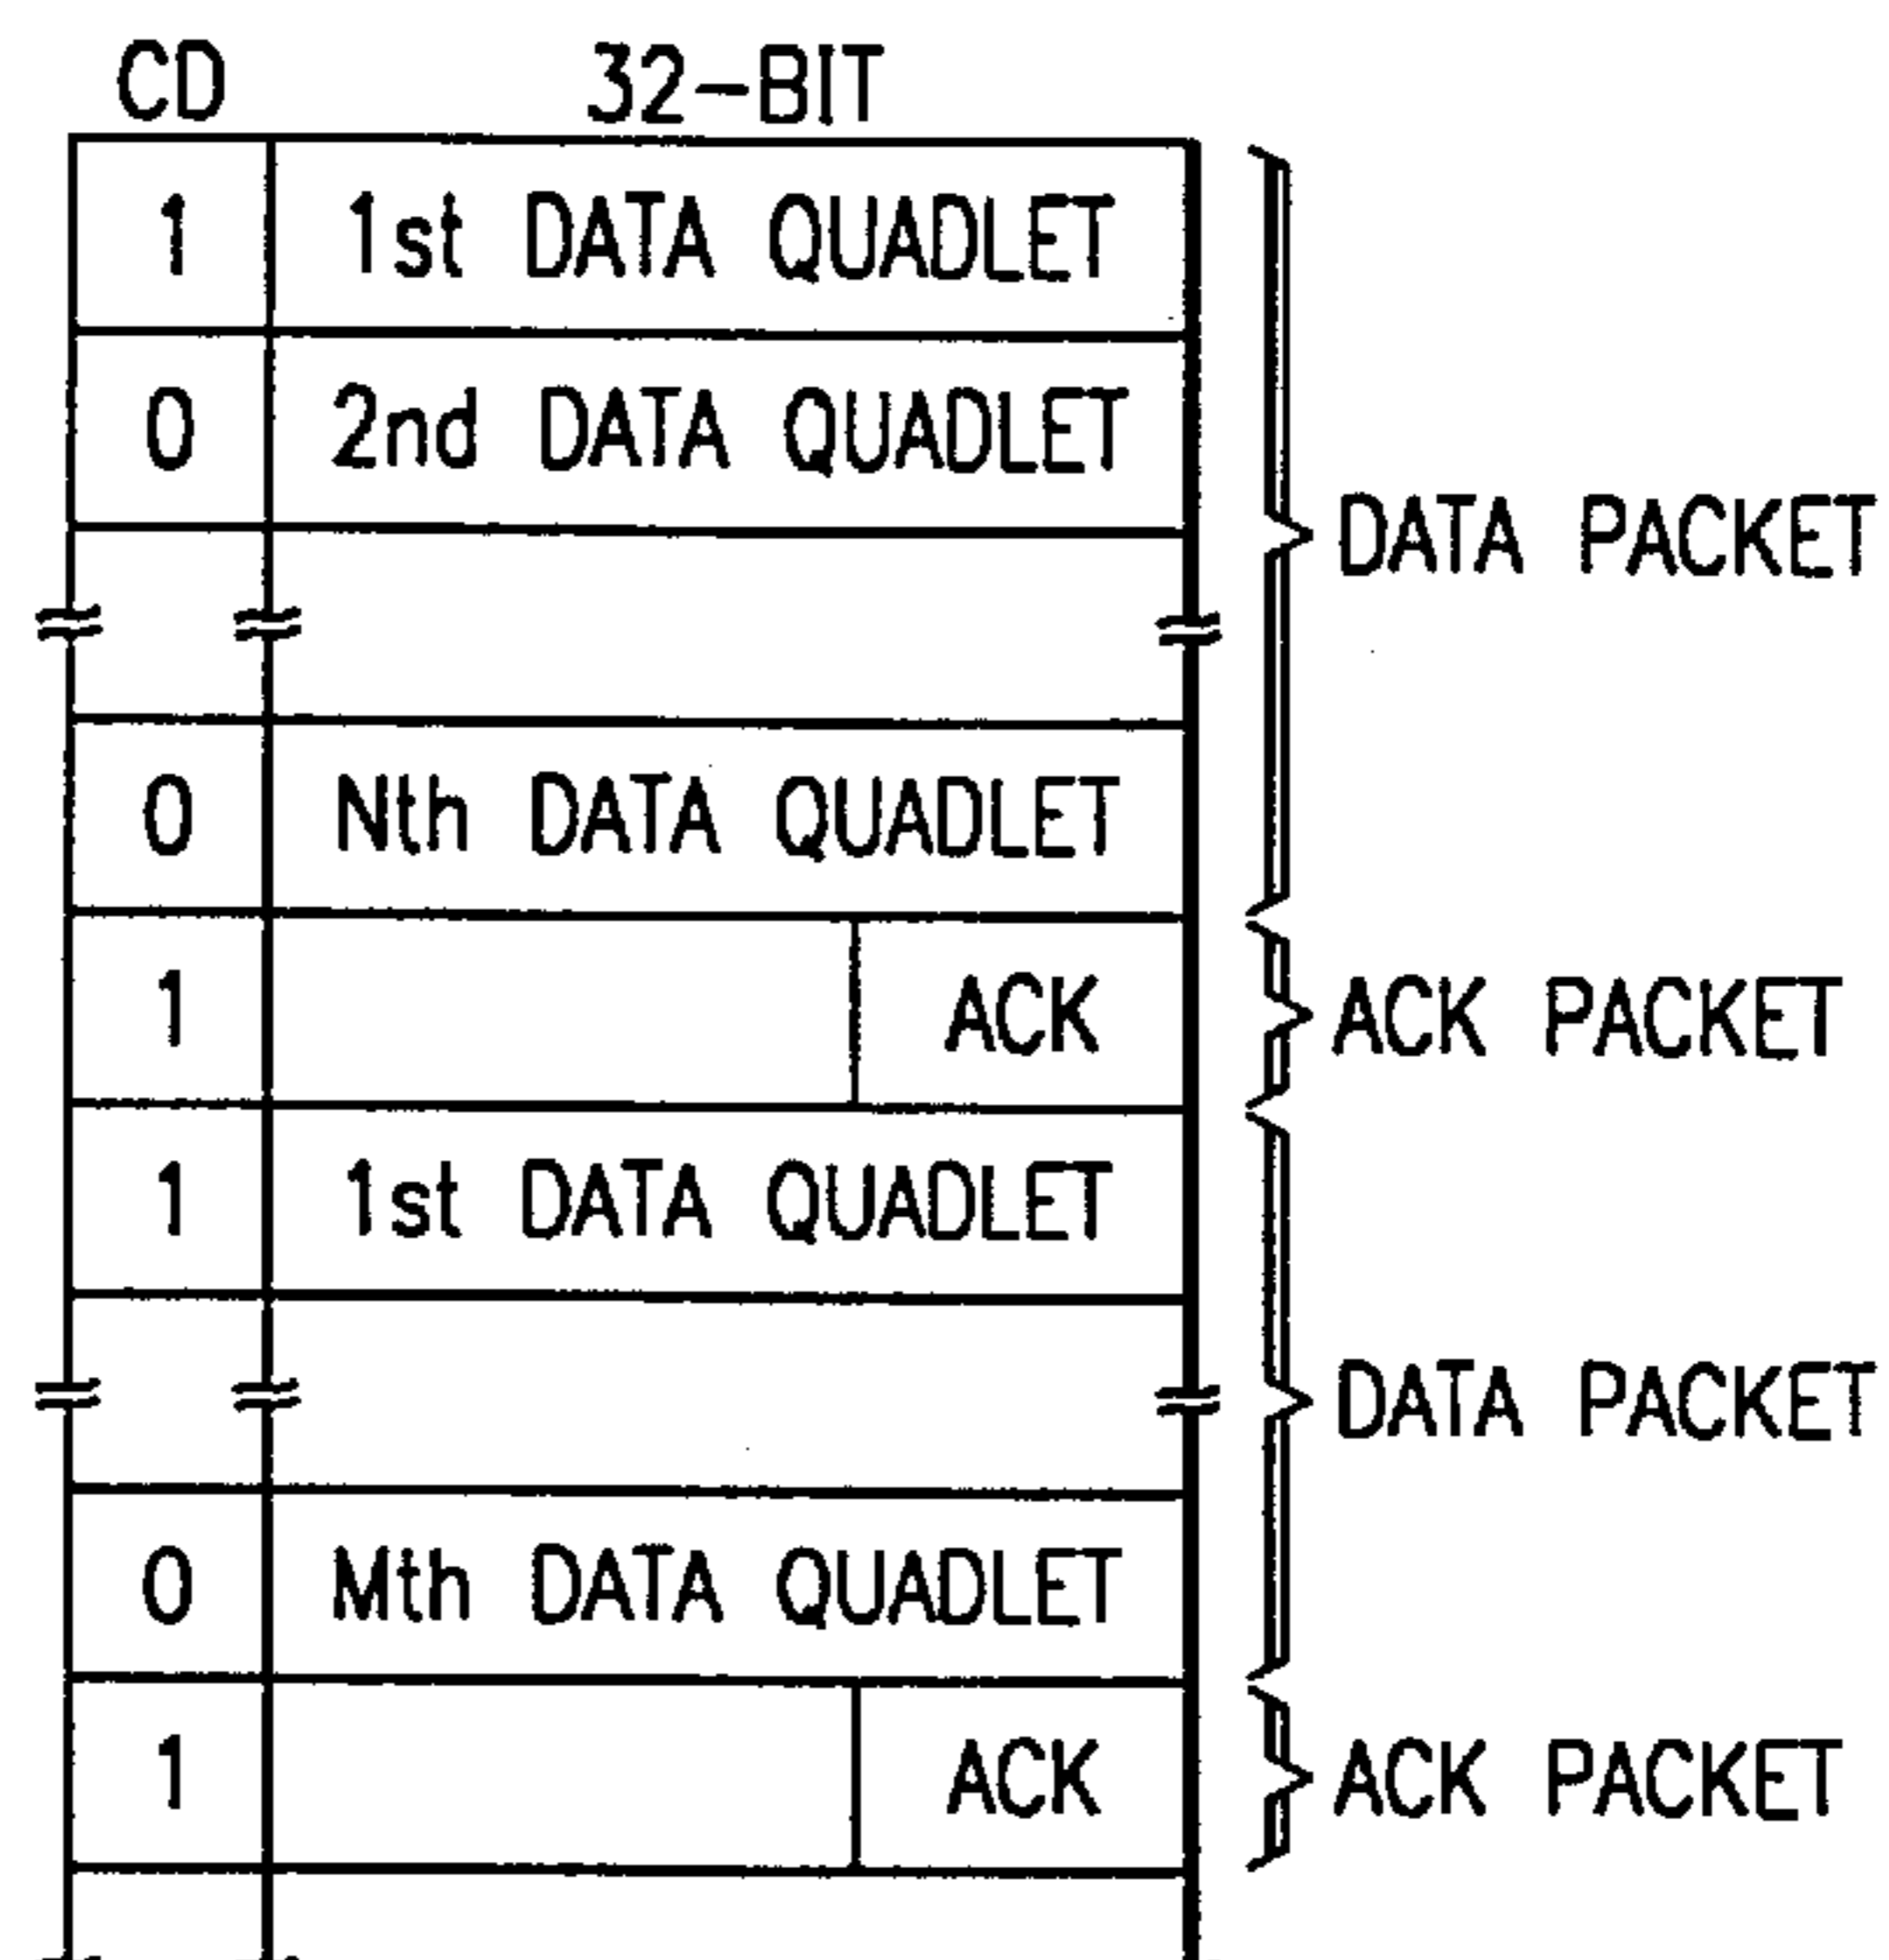 CD 32-BIT
1 1st DATA QUADLET
0 2nd DATA QUADLET
DATA PACKET
0 Nth DATA QUADLET
1 ACK ACK PACKET
1 1st DATA QUADLET
DATA PACKET
0 Mth DATA QUADLET
1 ACK ACK PACKET